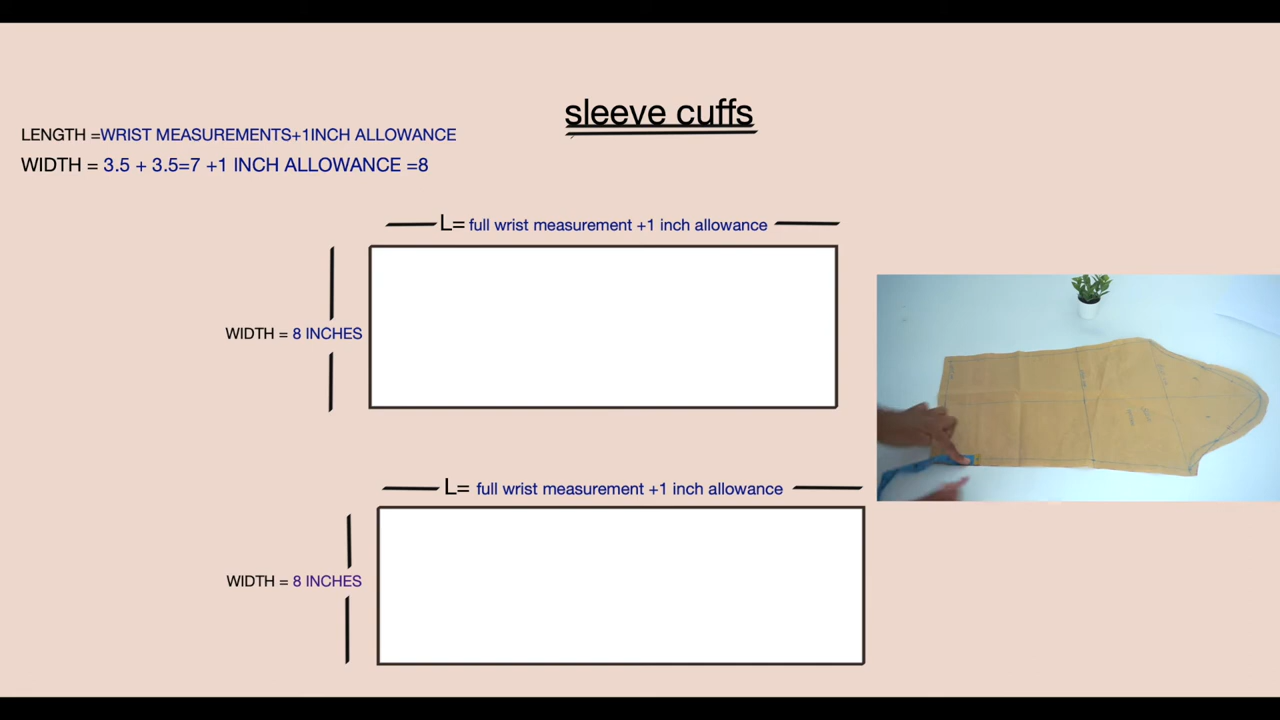 sleeve cuffs
LENGTH =WRIST MEASUREMENTS+1INCH ALLOWANCE
WIDTH = 3.5 + 3.5=7 +1 INCH ALLOWANCE =8
L= full wrist measurement +1 inch allowance
WIDTH = 8 INCHES
L= full wrist measurement +1 inch allowance
WIDTH = 8 INCHES